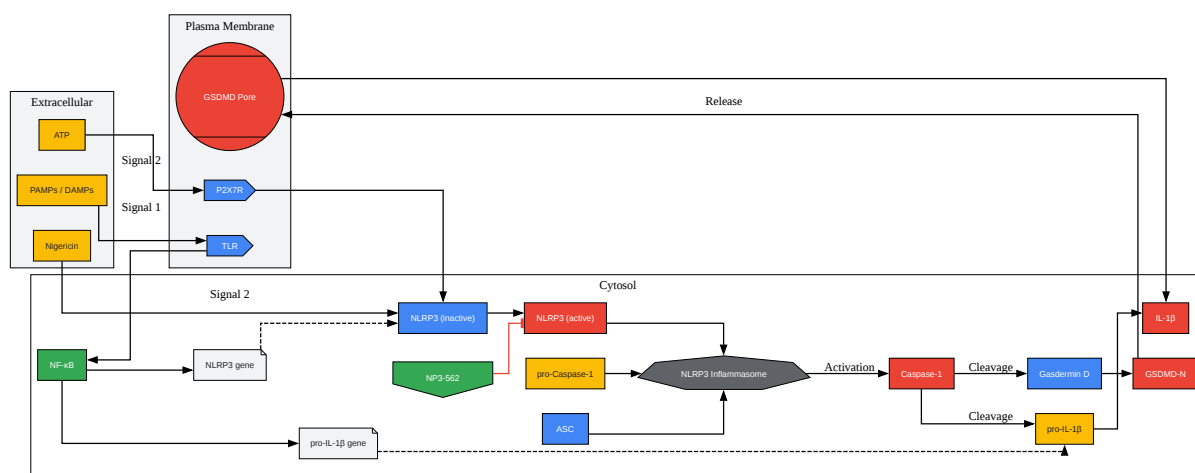 Plasma Membrane
GSDMD Pore
Extracellular
Release
ATP
Signal 2
PAMPs / DAMPs
P2X7R
Signal 1
Nigericin
TLR
Cytosol
Signal 2
NLRP3 (inactive)
NLRP3 (active)
IL-1β
NF-κB
NLRP3 gene
NP3-562
pro-Caspase-1
NLRP3 Inflammasome
Activation
Caspase-1
Cleavage
Gasdermin D
GSDMD-N
Cleavage
ASC
pro-IL-1β
pro-IL-1β gene